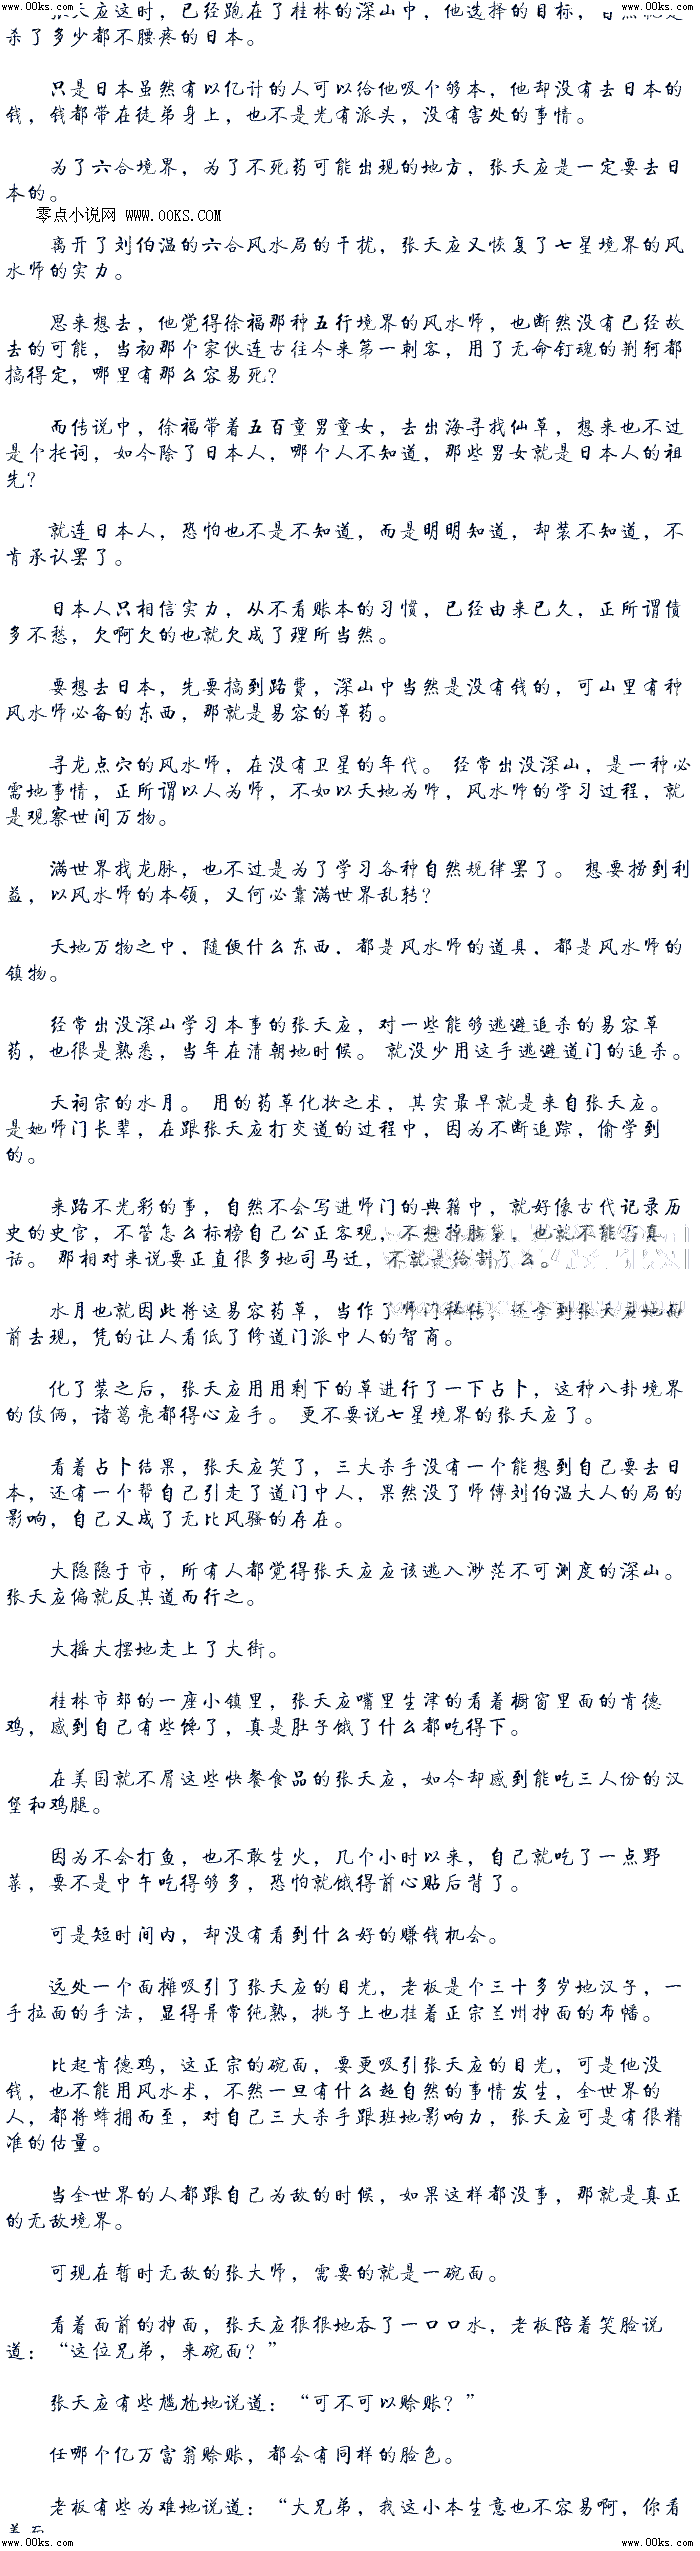 www.00ks.com www.00ks.com
张天应这时，已经跑在了桂林的深山中，他选择的目标，自然就是
杀了多少都不腰疼的日本。
只是日本虽然有以亿计的人可以给他吸个够本，他却没有去日本的
钱，钱都带在徒弟身上，也不是光有派头，没有害处的事情。
为了六合境界，为了不死药可能出现的地方，张天应是一定要去日
本的。
零点小说网 www.00KS.COM
离开了刘伯温的六合风水局的干扰，张天应又恢复了七星境界的风
水师的实力。
思来想去，他觉得徐福那种五行境界的风水师，也断然没有已经故
去的可能，当初那个家伙连古往今来第一刺客，用了无命钉魂的荆轲都
搞得定，哪里有那么容易死？
而传说中，徐福带着五百童男童女，去出海寻找仙草，想来也不过
是个托词，如今除了日本人，哪个人不知道，那些男女就是日本人的祖
先？
就连日本人，恐怕也不是不知道，而是明明知道，却装不知道，不
肯承认罢了。
日本人只相信实力，从不看账本的习惯，已经由来已久，正所谓债
多不愁，欠啊欠的也就欠成了理所当然。
要想去日本，先要搞到路费，深山中当然是没有钱的，可山里有种
风水师必备的东西，那就是易容的草药。
寻龙点穴的风水师，在没有卫星的年代。 经常出没深山，是一种必
需地事情，正所谓以人为师，不如以天地为师，风水师的学习过程，就
是观察世间万物。
满世界找龙脉，也不过是为了学习各种自然规律罢了。 想要捞到利
益，以风水师的本领，又何必靠满世界乱转？
天地万物之中，随便什么东西，都是风水师的道具，都是风水师的
镇物。
经常出没深山学习本事的张天应，对一些能够逃避追杀的易容草
药，也很是熟悉，当年在清朝地时候。 就没少用这手逃避道门的追杀。
天祠宗的水月。 用的药草化妆之术，其实最早就是来自张天应。
是她师门长辈，在跟张天应打交道的过程中，因为不断追踪，偷学到
的。
来路不光彩的事，自然不会写进师门的典籍中，就好像古代记录历
史的史官，不管怎么标榜自己公正客观，不想掉脑袋，也就不能写真
话。 那相对来说要正直很多地司马迁，不就是给割了么。
水月也就因此将这易容药草，当作了师门秘传，还拿到张天应地面
前去现，凭的让人看低了修道门派中人的智商。
化了装之后，张天应用用剩下的草进行了一下占卜，这种八卦境界
的伎俩，诸葛亮都得心应手。 更不要说七星境界的张天应了。
看着占卜结果，张天应笑了，三大杀手没有一个能想到自己要去日
本，还有一个帮自己引走了道门中人，果然没了师傅刘伯温大人的局的
影响，自己又成了无比风骚的存在。
大隐隐于市，所有人都觉得张天应应该逃入渺茫不可测度的深山。
张天应偏就反其道而行之。
大摇大摆地走上了大街。
桂林市郊的一座小镇里，张天应嘴里生津的看着橱窗里面的肯德
鸡，感到自己有些馋了，真是肚子饿了什么都吃得下。
在美国就不屑这些快餐食品的张天应，如今却感到能吃三人份的汉
堡和鸡腿。
因为不会打鱼，也不敢生火，几个小时以来，自己就吃了一点野
菜，要不是中午吃得够多，恐怕就饿得前心贴后背了。
可是短时间内，却没有看到什么好的赚钱机会。
远处一个面摊吸引了张天应的目光，老板是个三十多岁地汉子，一
手拉面的手法，显得异常纯熟，挑子上也挂着正宗兰州抻面的布幡。
比起肯德鸡，这正宗的碗面，要更吸引张天应的目光，可是他没
钱，也不能用风水术，不然一旦有什么超自然的事情发生，全世界的
人，都将蜂拥而至，对自己三大杀手跟班地影响力，张天应可是有很精
准的估量。
当全世界的人都跟自己为敌的时候，如果这样都没事，那就是真正
的无敌境界。
可现在暂时无敌的张大师，需要的就是一碗面。
看着面前的抻面，张天应狠狠地吞了一口口水，老板陪着笑脸说
道：“这位兄弟，来碗面？”
张天应有些尴尬地说道：“可不可以赊账？”
任哪个亿万富翁赊账，都会有同样的脸色。
老板有些为难地说道：“大兄弟，我这小本生意也不容易啊，你看
www.00ks.com www.00ks.com